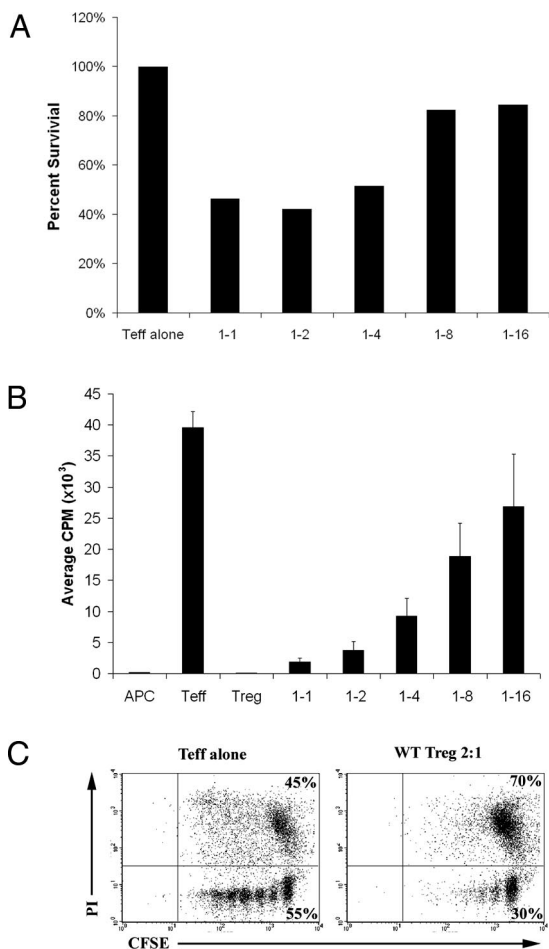 A
120%
100%
80%
60%
40%
20%
0%
Percent Survivial
Teff alone 1-1 1-2 1-4 1-8 1-16
B
45
40
35
30
25
20
15
10
5
0
Average CPM (x10³)
APC Teff Treg 1-1 1-2 1-4 1-8 1-16
C
Teff alone WT Treg 2:1
45% 70%
55% 30%
PI
CFSE